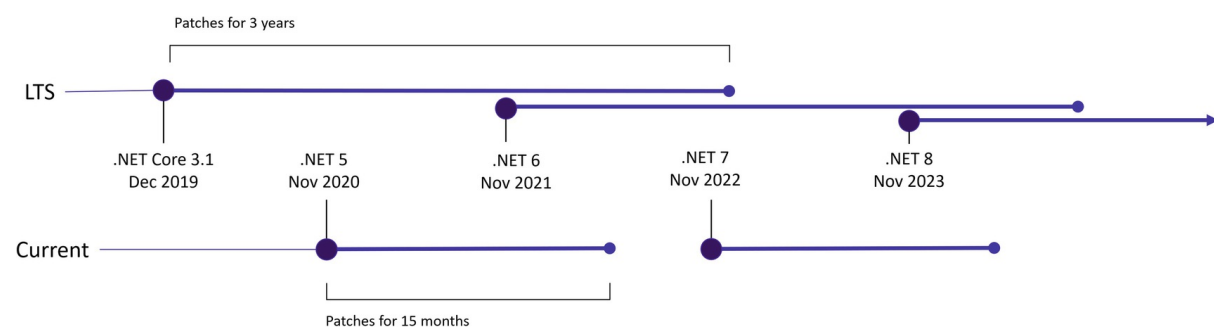 Patches for 3 years
LTS
.NET Core 3.1
Dec 2019
.NET 5
Nov 2020
.NET 6
Nov 2021
.NET 7
Nov 2022
.NET 8
Nov 2023
Current
Patches for 15 months